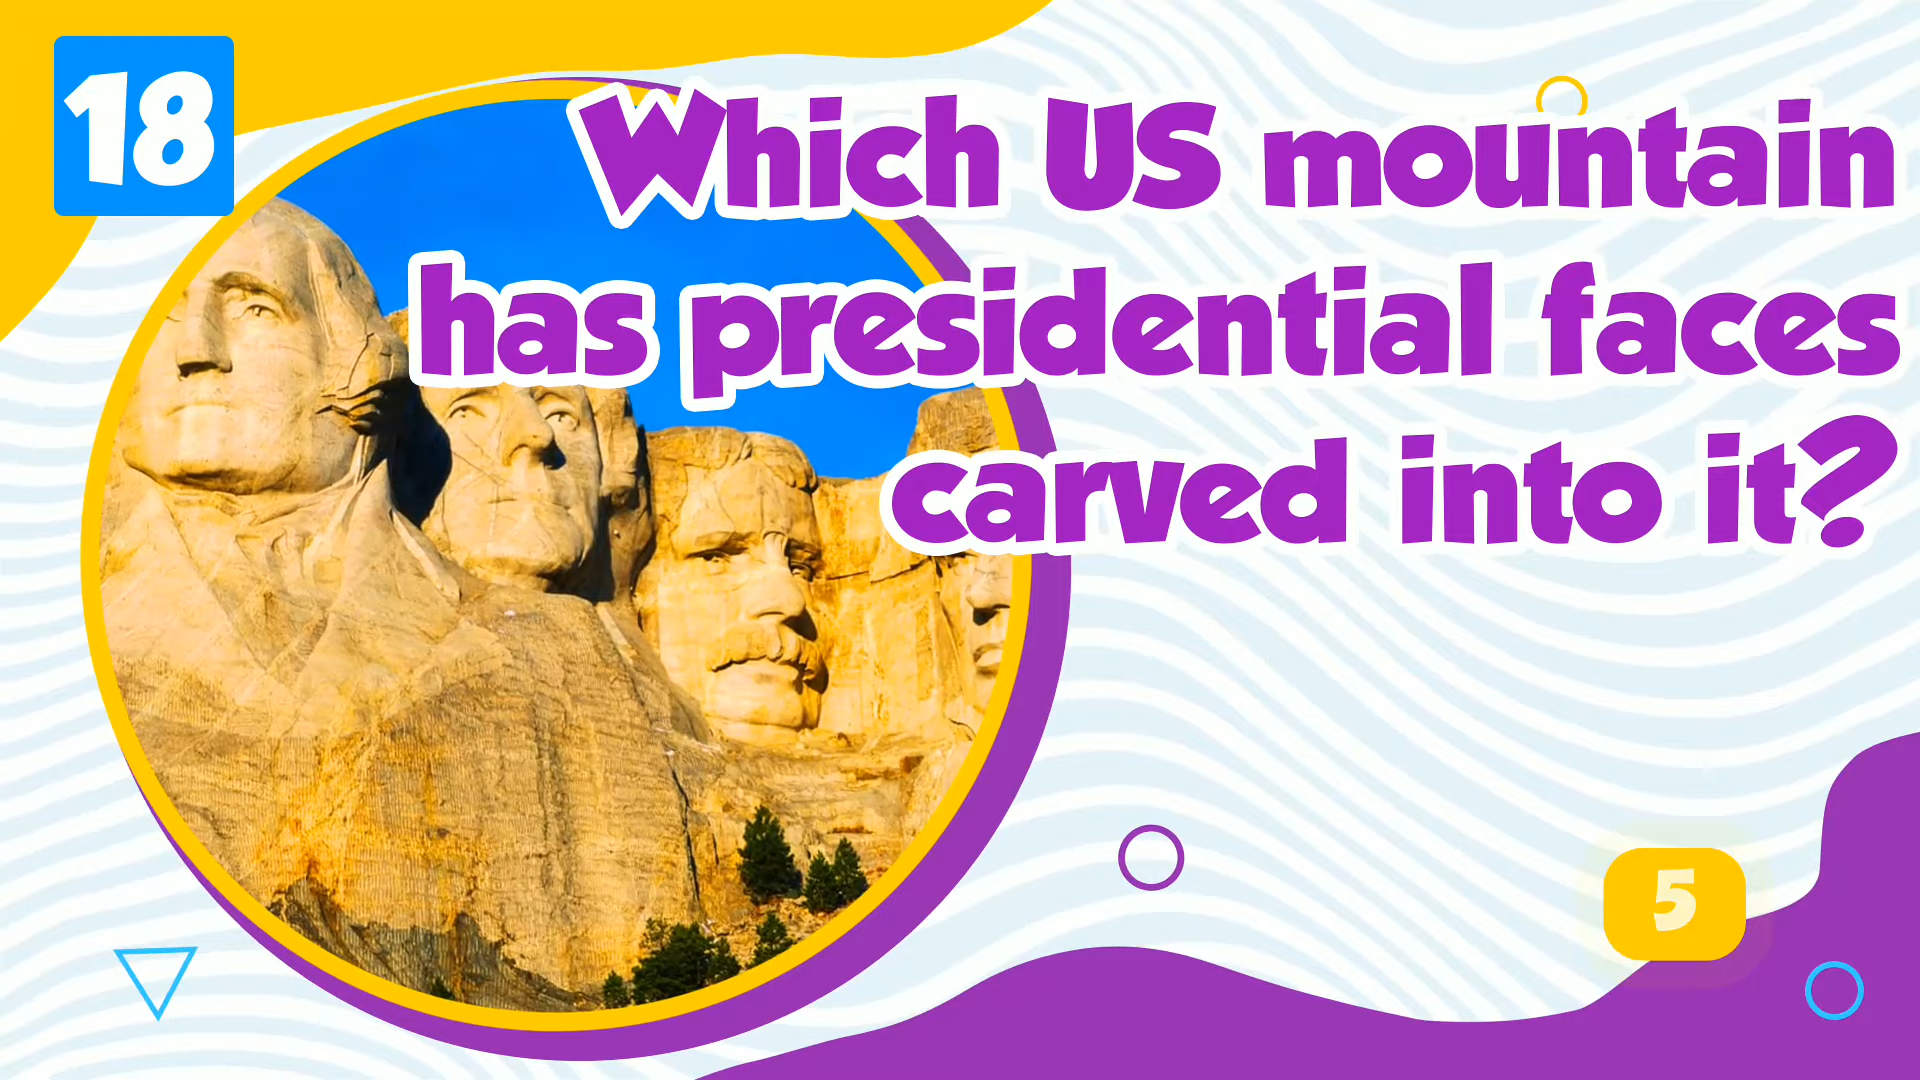 18
Which US mountain
has presidential faces
carved into it?
5